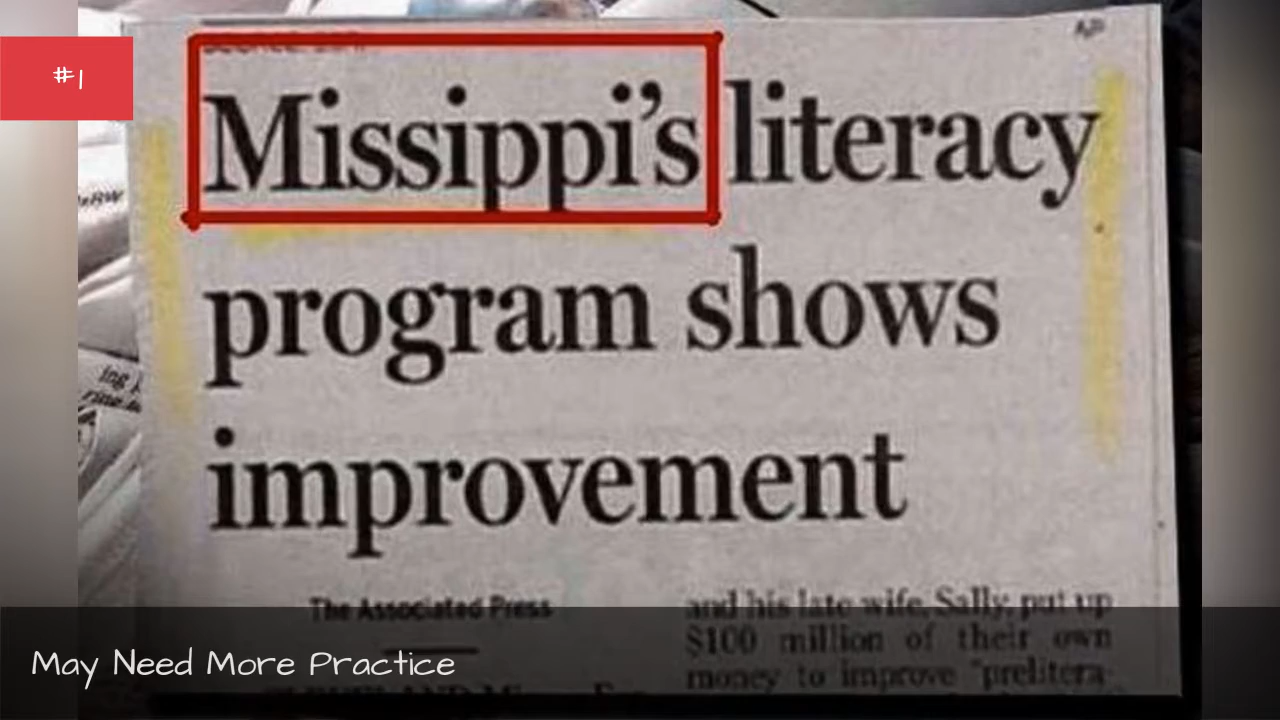 #1
Missippi's literacy
program shows
improvement
The Associated Press
and his late wife, Sally, put up
$100 million of their own
money to improve "prelitera-
May Need More Practice